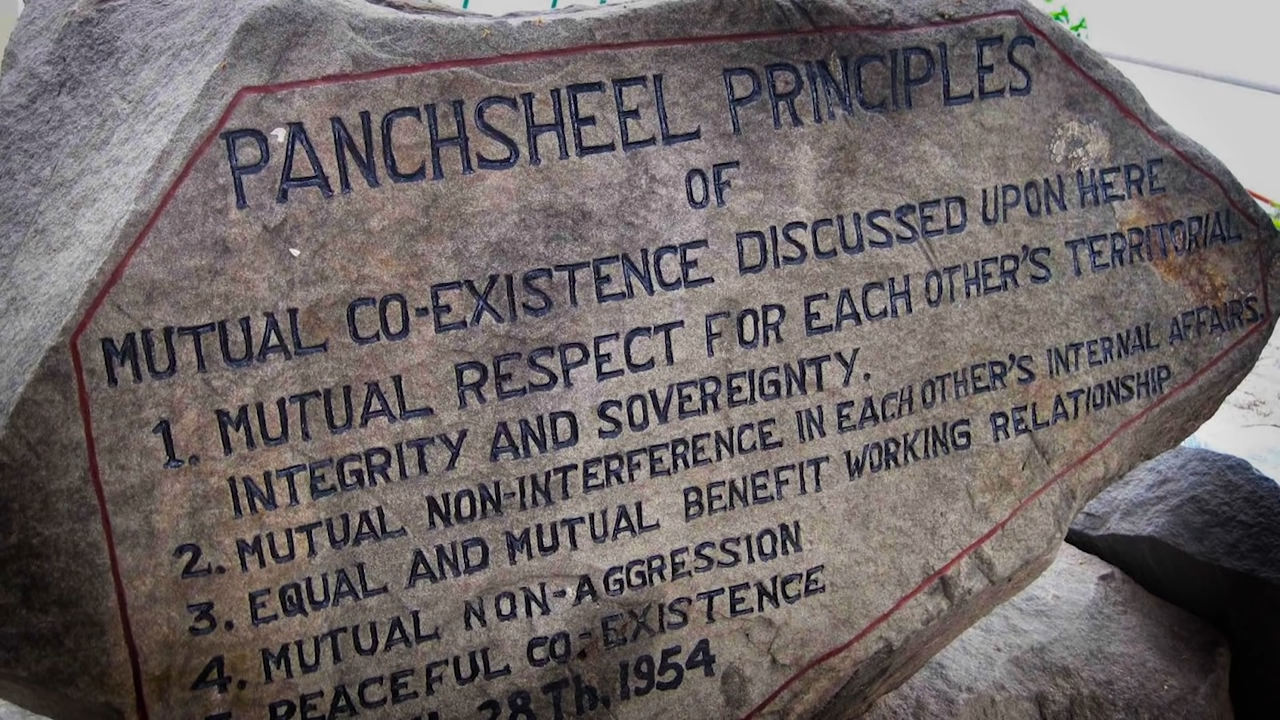 PANCHSHEEL PRINCIPLES
OF
MUTUAL CO-EXISTENCE DISCUSSED UPON HERE
1. MUTUAL RESPECT FOR EACH OTHER'S TERRITORIAL
INTEGRITY AND SOVEREIGNTY.
2. MUTUAL NON-INTERFERENCE IN EACH OTHER'S INTERNAL AFFAIRS.
3. EQUAL AND MUTUAL BENEFIT WORKING RELATIONSHIP
4. MUTUAL NON-AGGRESSION
PEACEFUL CO-EXISTENCE
28Th, 1954